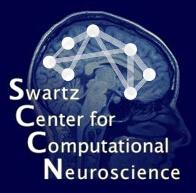 Swartz
Center for
Computational
Neuroscience